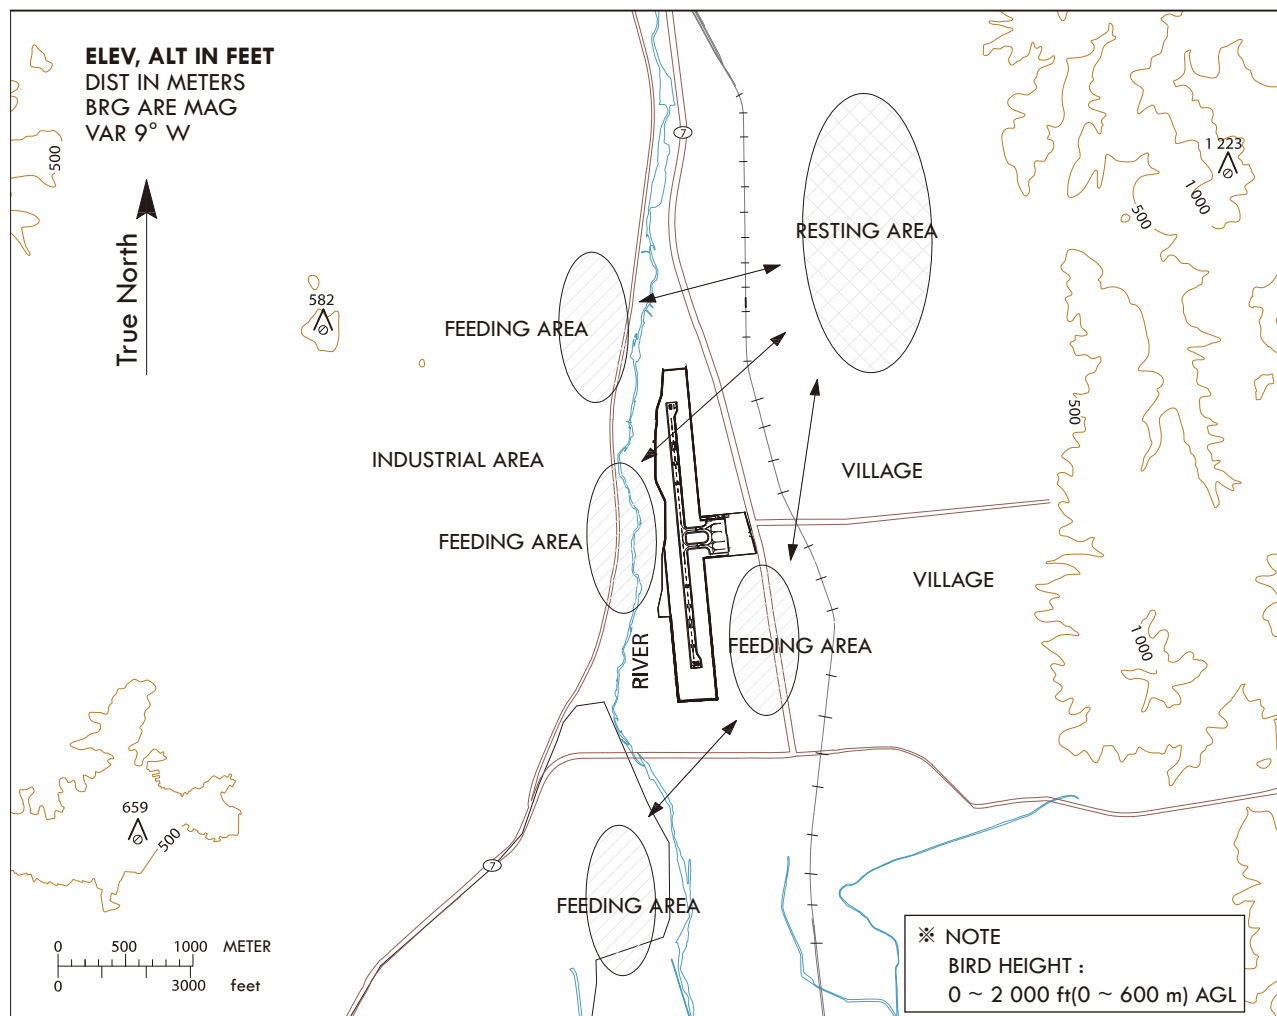 ELEV, ALT IN FEET
DIST IN METERS
BRG ARE MAG
VAR 9° W
500
True North
7
1 223
1 000
500
RESTING AREA
582
FEEDING AREA
500
INDUSTRIAL AREA
VILLAGE
FEEDING AREA
VILLAGE
1 000
FEEDING AREA
RIVER
659
500
7
FEEDING AREA
0 500 1000 METER
0 3000 feet
※ NOTE
BIRD HEIGHT :
0 ~ 2 000 ft(0 ~ 600 m) AGL